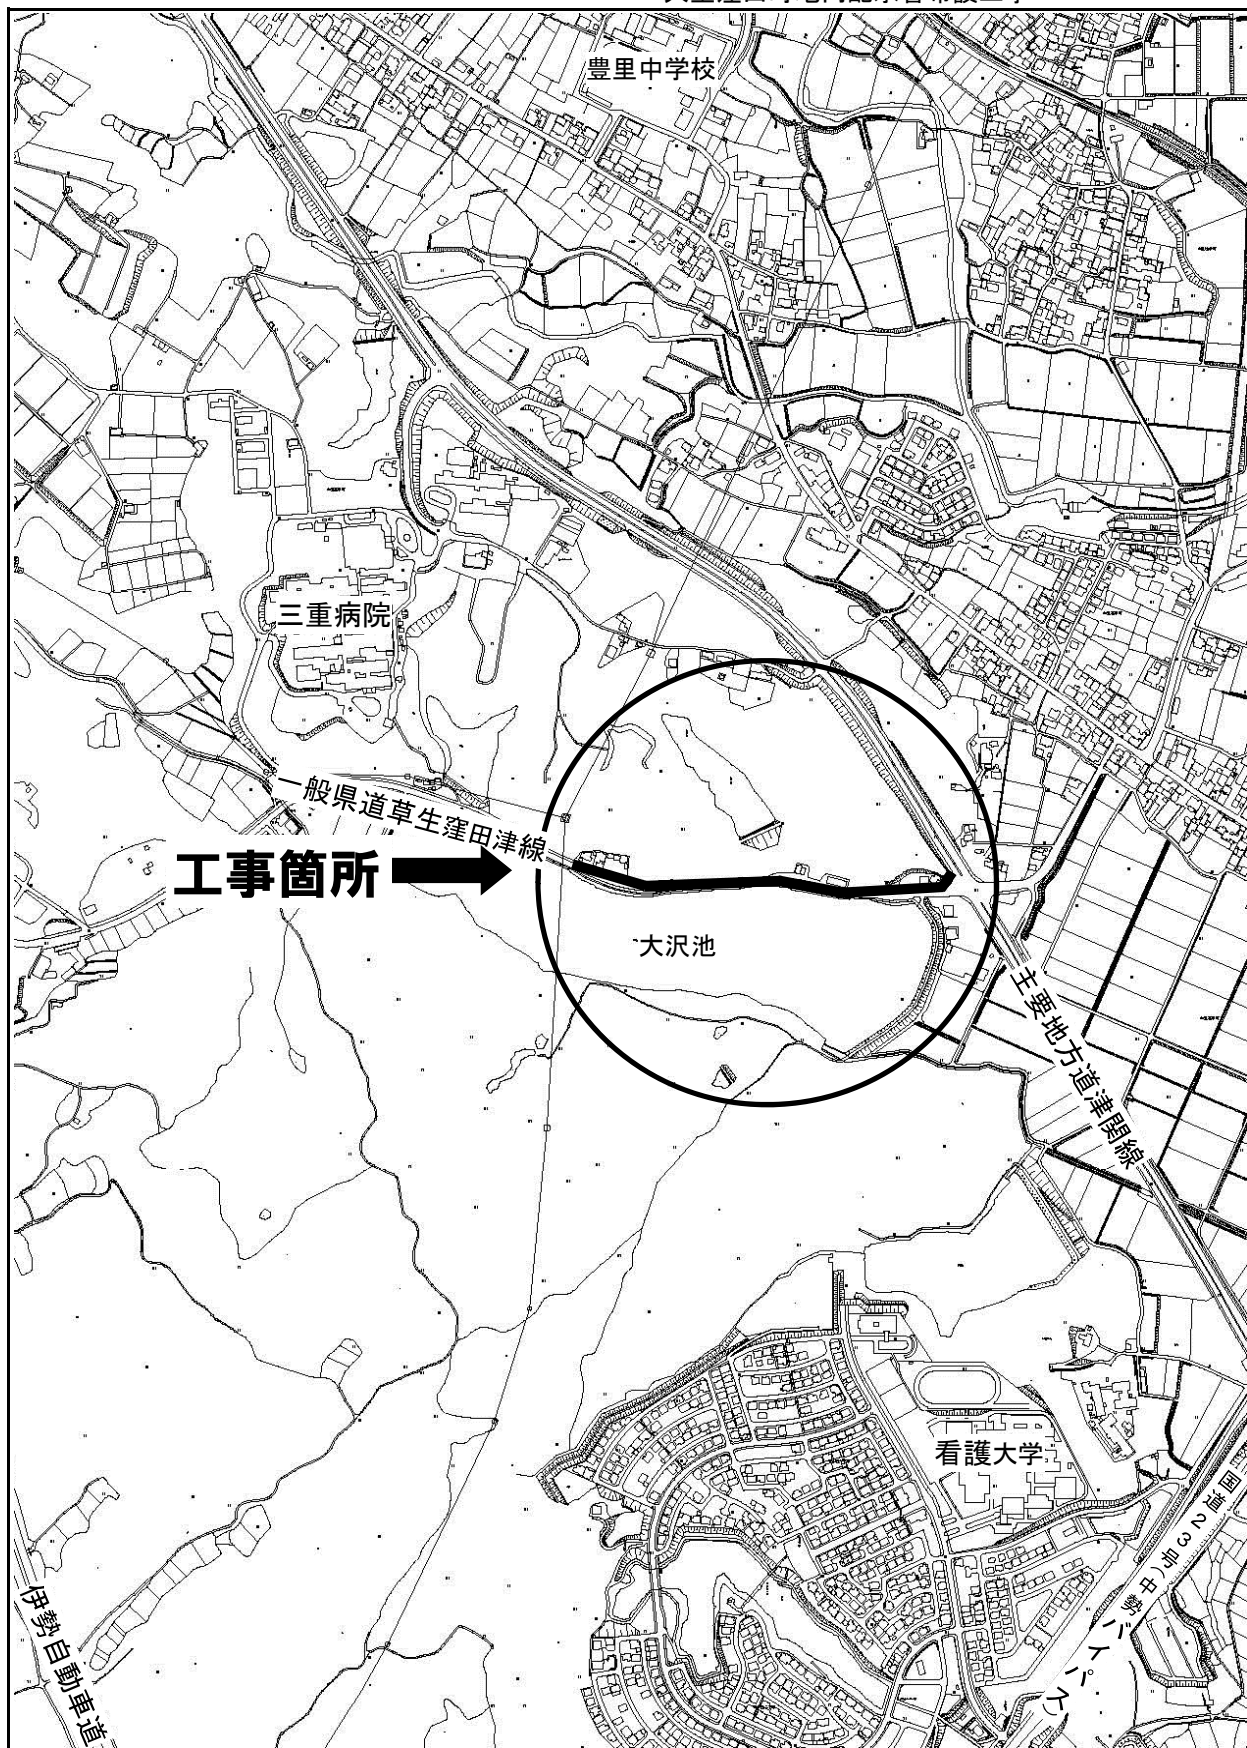 豊里中学校
三重病院
一般県道草生窪田津線
工事箇所
大沢池
主要地方道津関線
看護大学
国道23号(中勢バイパス)
伊勢自動車道